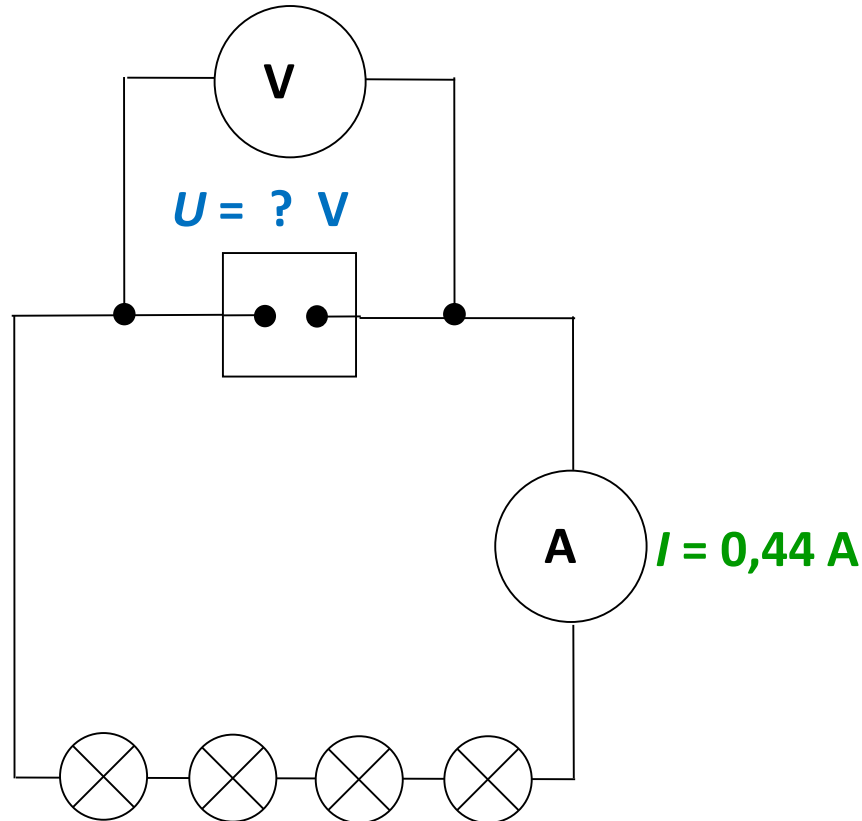 V
U = ? V
A
I = 0,44 A